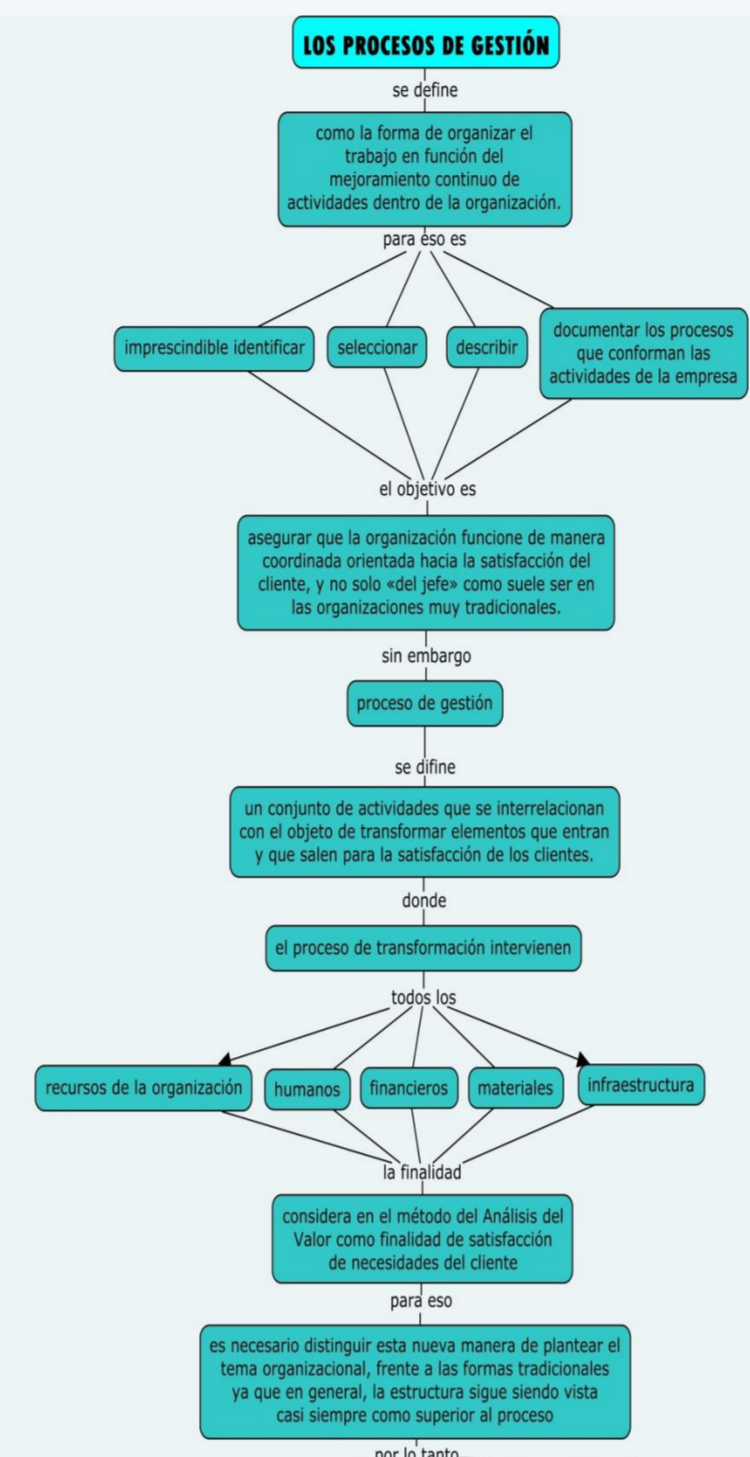 LOS PROCESOS DE GESTIÓN
se define
como la forma de organizar el
trabajo en función del
mejoramiento continuo de
actividades dentro de la organización.
para eso es
imprescindible identificar
seleccionar
describir
documentar los procesos
que conforman las
actividades de la empresa
el objetivo es
asegurar que la organización funcione de manera
coordinada orientada hacia la satisfacción del
cliente, y no solo «del jefe» como suele ser en
las organizaciones muy tradicionales.
sin embargo
proceso de gestión
se difine
un conjunto de actividades que se interrelacionan
con el objeto de transformar elementos que entran
y que salen para la satisfacción de los clientes.
donde
el proceso de transformación intervienen
todos los
recursos de la organización
humanos
financieros
materiales
infraestructura
la finalidad
considera en el método del Análisis del
Valor como finalidad de satisfacción
de necesidades del cliente
para eso
es necesario distinguir esta nueva manera de plantear el
tema organizacional, frente a las formas tradicionales
ya que en general, la estructura sigue siendo vista
casi siempre como superior al proceso
por lo tanto